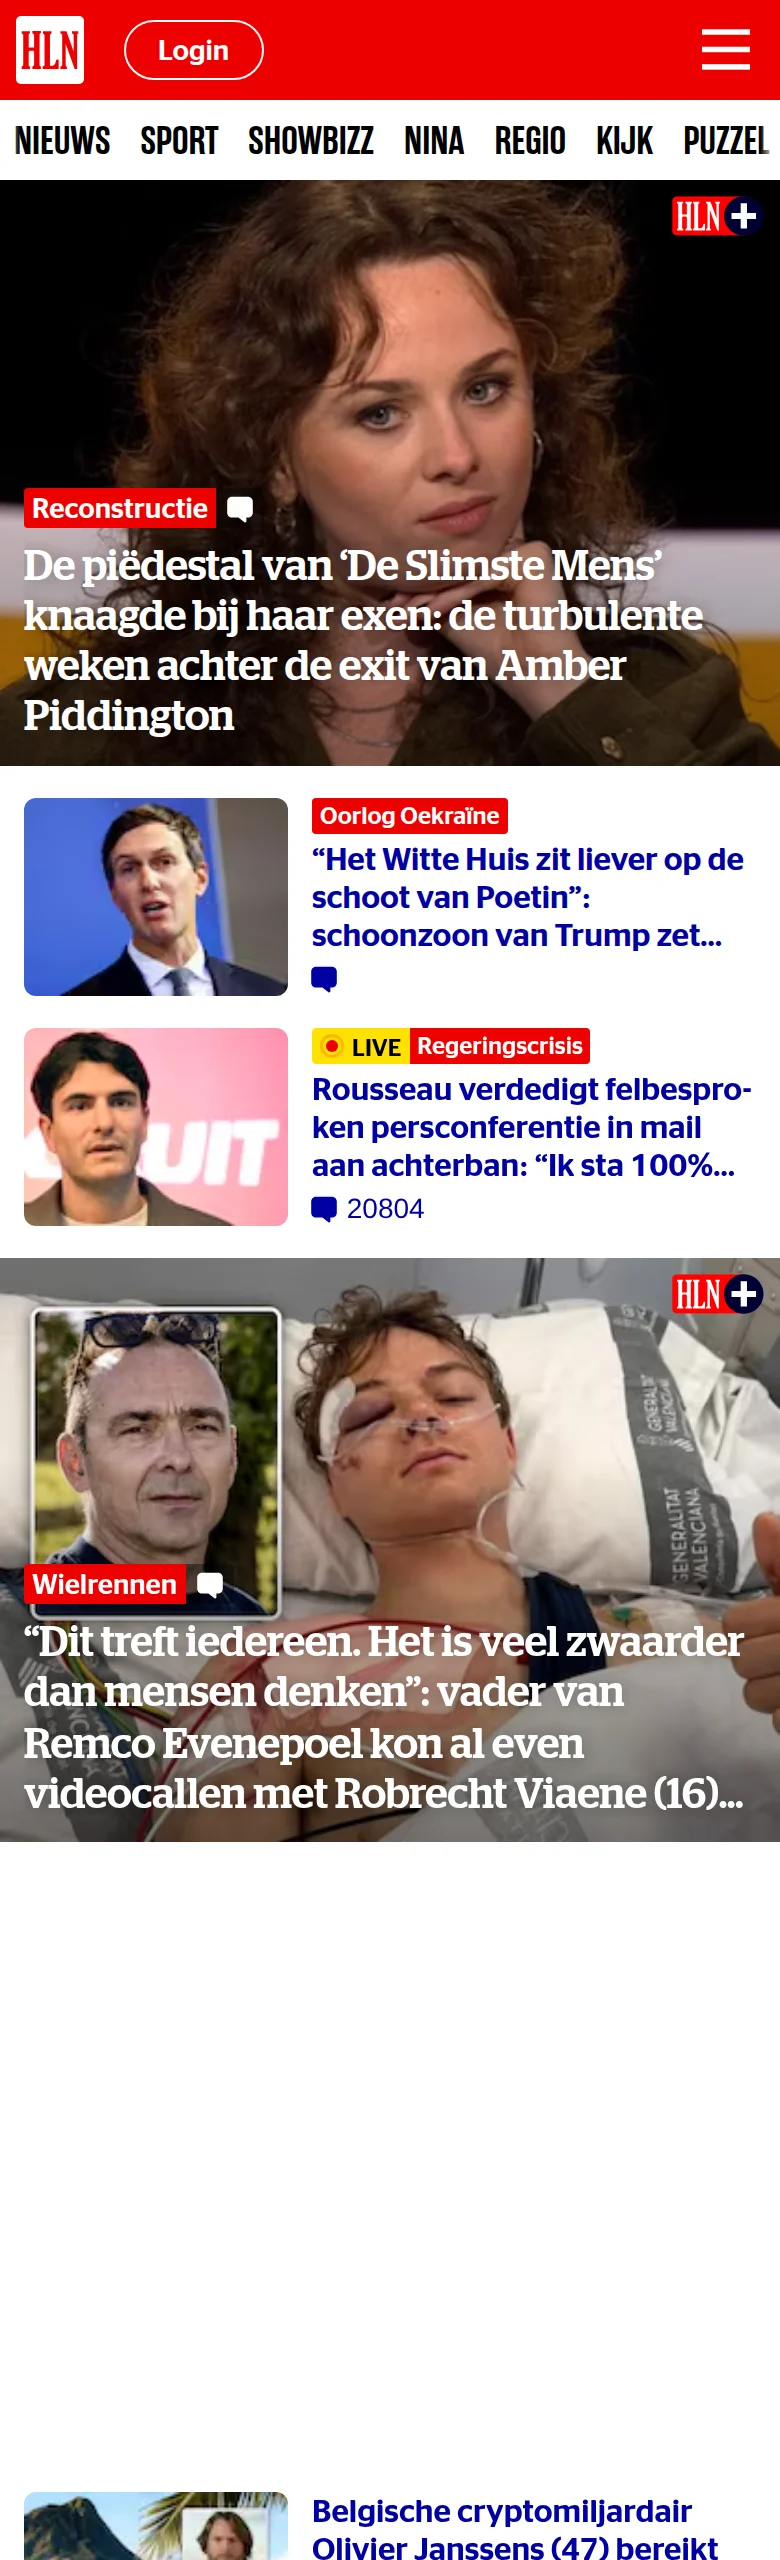 HLN
Login
NIEUWS SPORT SHOWBIZZ NINA REGIO KIJK PUZZEL
HLN+
Reconstructie
De piëdestal van ‘De Slimste Mens’
knaagde bij haar exen: de turbulente
weken achter de exit van Amber
Piddington
Oorlog Oekraïne
“Het Witte Huis zit liever op de
schoot van Poetin”:
schoonzoon van Trump zet...
LIVE Regeringscrisis
UIT
Rousseau verdedigt felbespro-
ken persconferentie in mail
aan achterban: “Ik sta 100%...
20804
HLN+
GENERALITAT
VALENCIANA
Wielrennen
“Dit treft iedereen. Het is veel zwaarder
dan mensen denken”: vader van
Remco Evenepoel kon al even
videocallen met Robrecht Viaene (16)...
Belgische cryptomiljardair
Olivier Janssens (47) bereikt